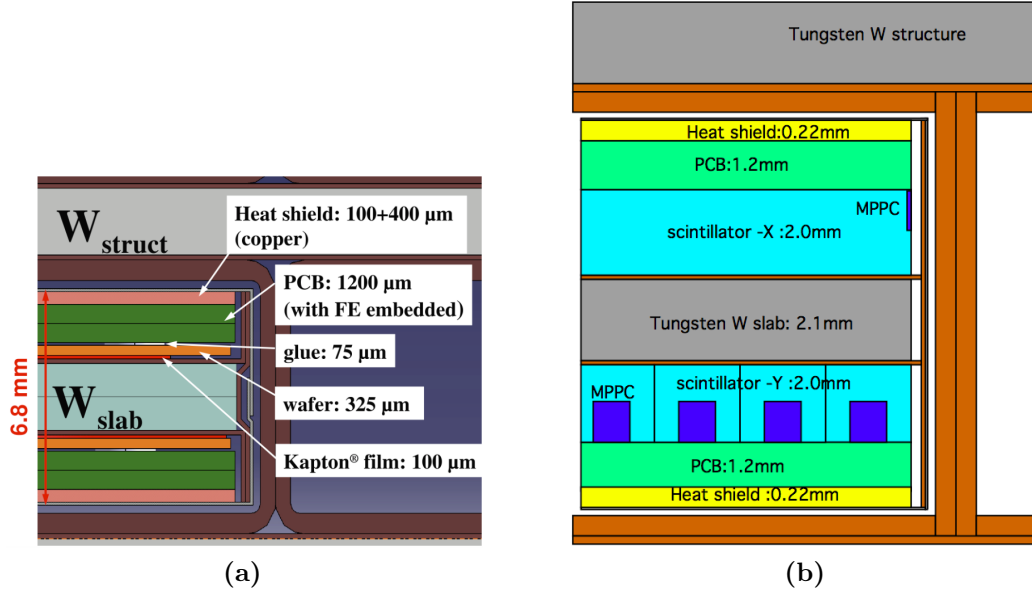 W struct
Heat shield: 100+400 µm
(copper)
PCB: 1200 µm
(with FE embedded)
glue: 75 µm
wafer: 325 µm
W slab
Kapton® film: 100 µm
6.8 mm
(a)
Tungsten W structure
Heat shield:0.22mm
PCB:1.2mm
MPPC
scintillator -X :2.0mm
Tungsten W slab: 2.1mm
scintillator -Y :2.0mm
MPPC
PCB:1.2mm
Heat shield :0.22mm
(b)